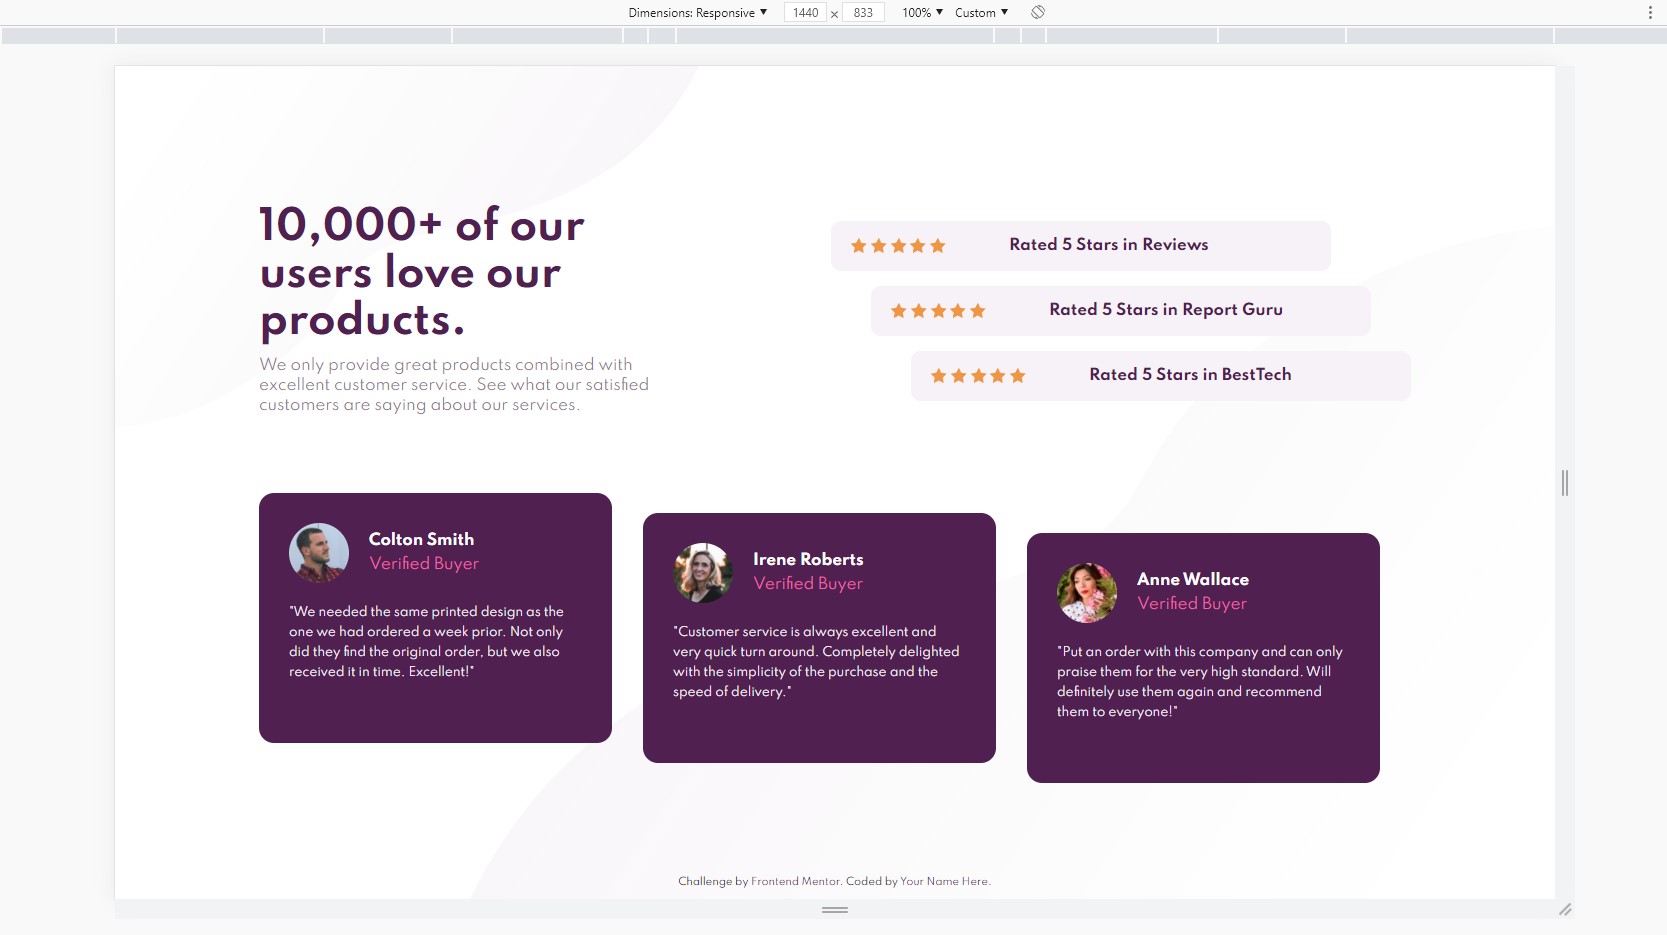 Dimensions: Responsive ▼ 1440 × 833 100% ▼ Custom ▼
10,000+ of our
users love our
products.
We only provide great products combined with
excellent customer service. See what our satisfied
customers are saying about our services.
Rated 5 Stars in Reviews
Rated 5 Stars in Report Guru
Rated 5 Stars in BestTech
Colton Smith
Verified Buyer
"We needed the same printed design as the
one we had ordered a week prior. Not only
did they find the original order, but we also
received it in time. Excellent!"
Irene Roberts
Verified Buyer
"Customer service is always excellent and
very quick turn around. Completely delighted
with the simplicity of the purchase and the
speed of delivery."
Anne Wallace
Verified Buyer
"Put an order with this company and can only
praise them for the very high standard. Will
definitely use them again and recommend
them to everyone!"
Challenge by Frontend Mentor. Coded by Your Name Here.